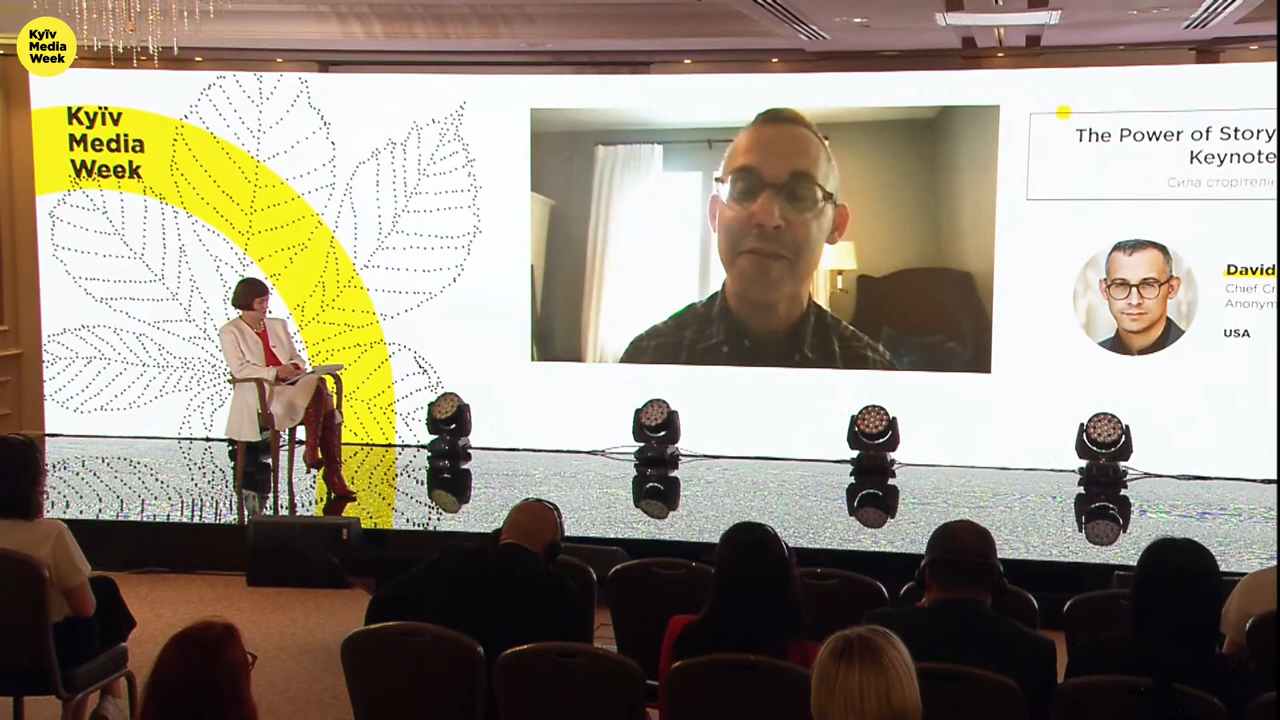 Kyïv
Media
Week
Kyïv
Media
Week
The Power of Story
Keynote
Сила сторітелі
David
Chief Cr
Anonym
USA